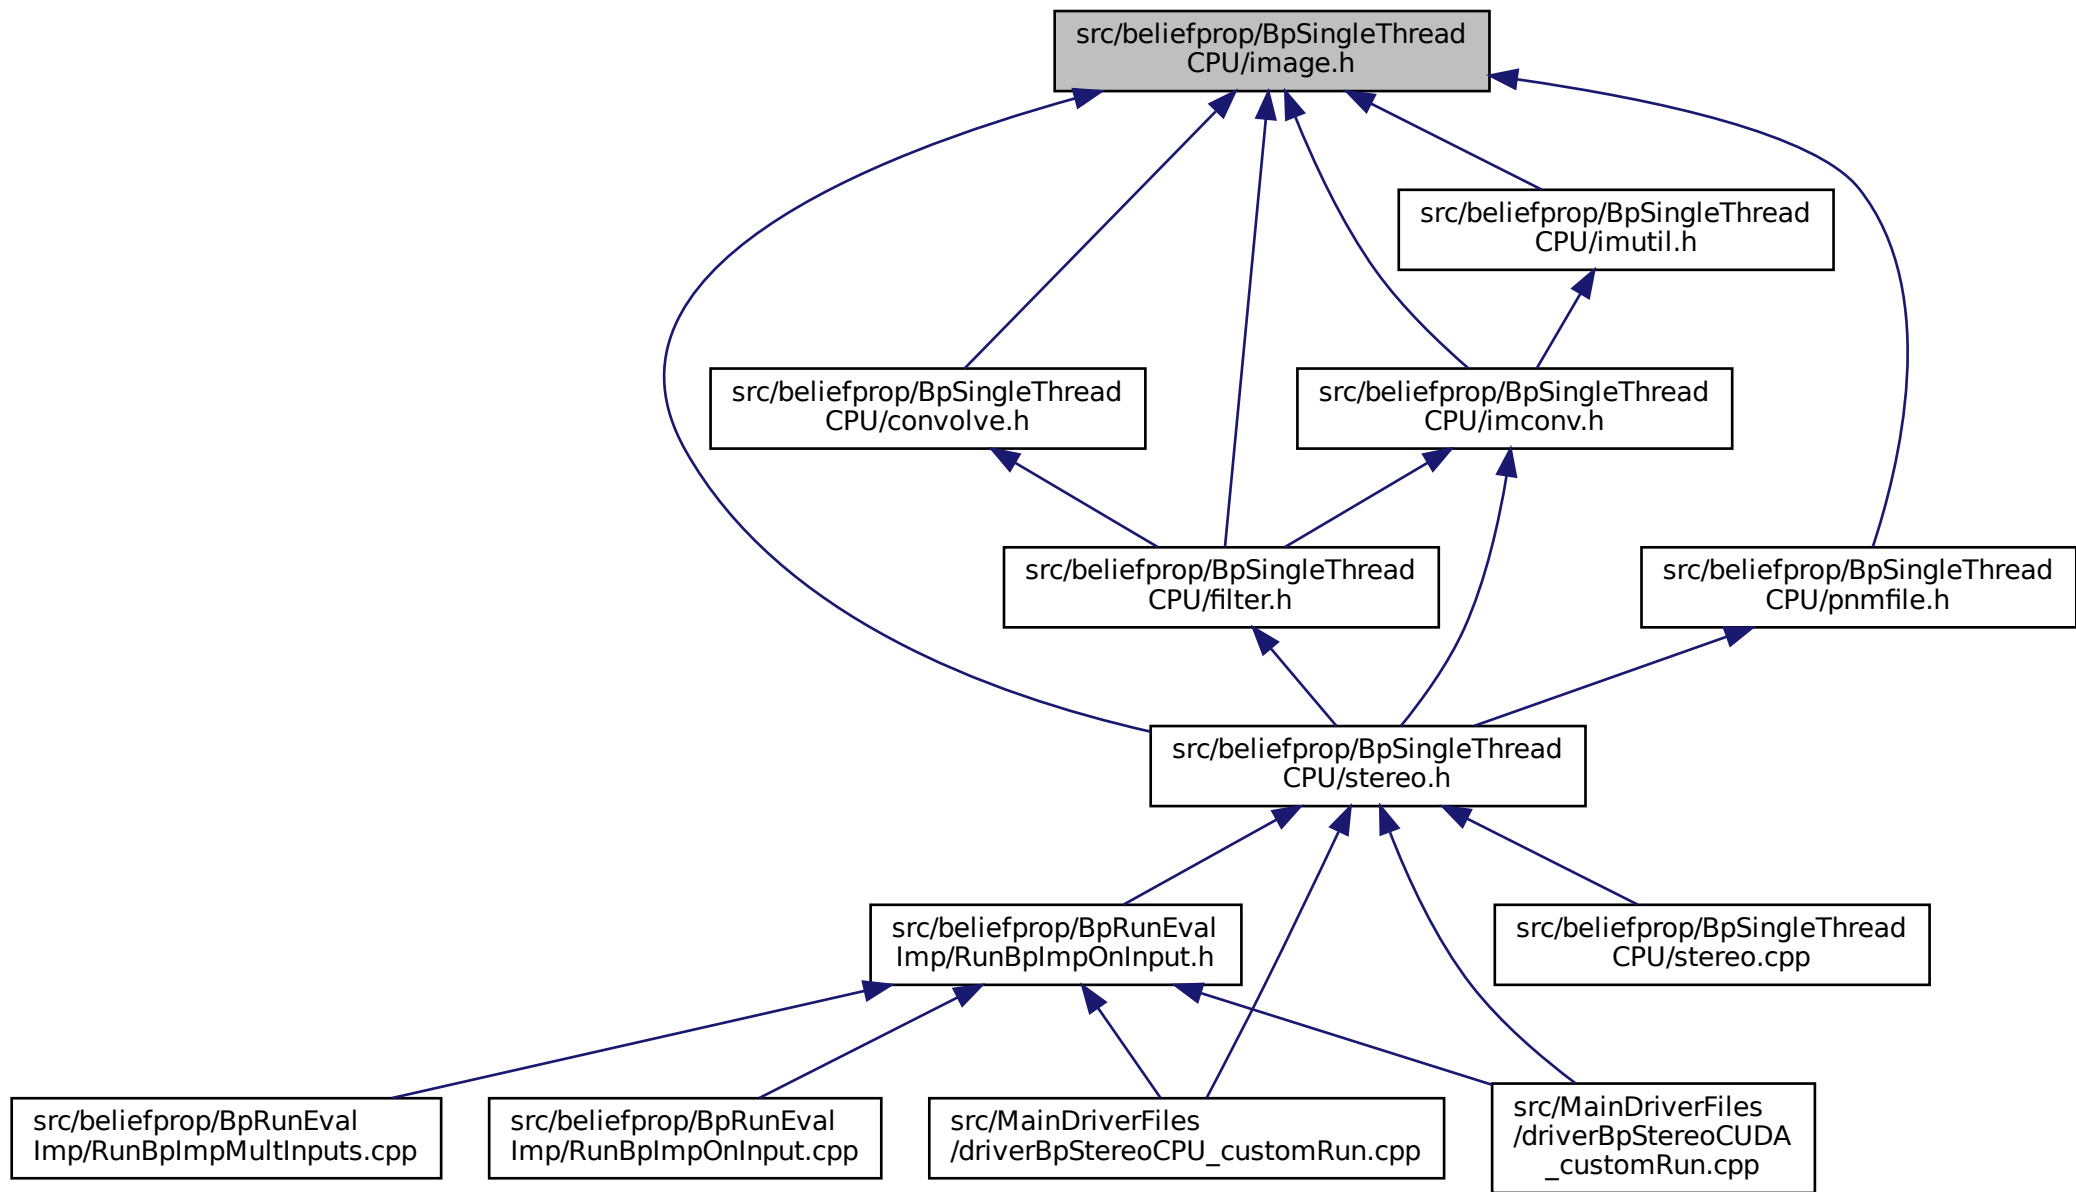 src/beliefprop/BpSingleThread
CPU/image.h
src/beliefprop/BpSingleThread
CPU/imutil.h
src/beliefprop/BpSingleThread
CPU/convolve.h
src/beliefprop/BpSingleThread
CPU/imconv.h
src/beliefprop/BpSingleThread
CPU/filter.h
src/beliefprop/BpSingleThread
CPU/pnmfile.h
src/beliefprop/BpSingleThread
CPU/stereo.h
src/beliefprop/BpRunEval
Imp/RunBpImpOnInput.h
src/beliefprop/BpSingleThread
CPU/stereo.cpp
src/beliefprop/BpRunEval
Imp/RunBpImpMultInputs.cpp
src/beliefprop/BpRunEval
Imp/RunBpImpOnInput.cpp
src/MainDriverFiles
/driverBpStereoCPU_customRun.cpp
src/MainDriverFiles
/driverBpStereoCUDA
_customRun.cpp